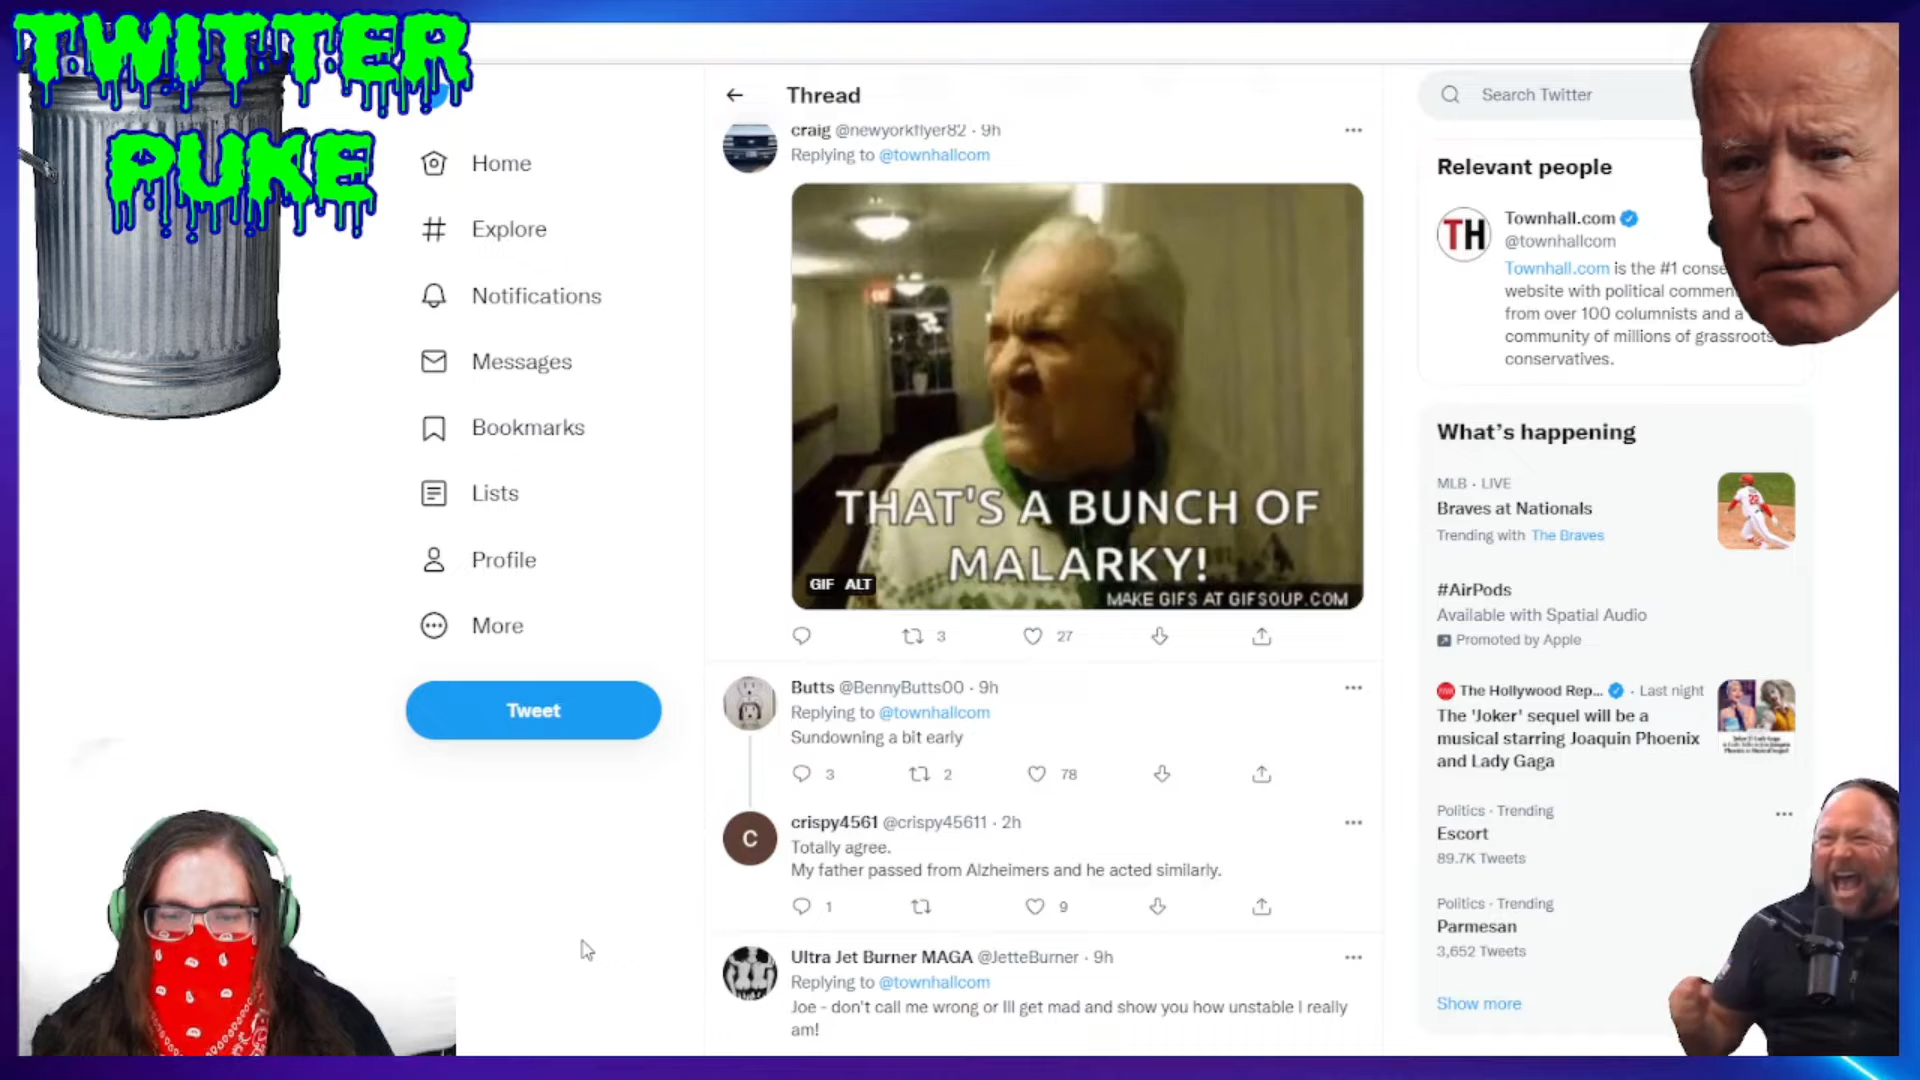 TWITTER
PUKE
Home
Explore
Notifications
Messages
Bookmarks
Lists
Profile
More
Tweet
Thread
craig @newyorkflyer82 · 9h
Replying to @townhallcom
THAT'S A BUNCH OF
MALARKY!
GIF ALT
MAKE GIFS AT GIFSOUP.COM
3 27
Butts @BennyButts00 · 9h
Replying to @townhallcom
Sundowning a bit early
3 2 78
C
crispy4561 @crispy45611 · 2h
Totally agree.
My father passed from Alzheimers and he acted similarly.
1 9
Ultra Jet Burner MAGA @JetteBurner · 9h
Replying to @townhallcom
Joe - don't call me wrong or Ill get mad and show you how unstable I really
am!
Search Twitter
Relevant people
TH
Townhall.com
@townhallcom
Townhall.com is the #1 conse
website with political commen
from over 100 columnists and a
community of millions of grassroots
conservatives.
What's happening
MLB · LIVE
Braves at Nationals
Trending with The Braves
#AirPods
Available with Spatial Audio
Promoted by Apple
The Hollywood Rep... · Last night
The 'Joker' sequel will be a
musical starring Joaquin Phoenix
and Lady Gaga
Politics · Trending
Escort
89.7K Tweets
Politics · Trending
Parmesan
3,652 Tweets
Show more